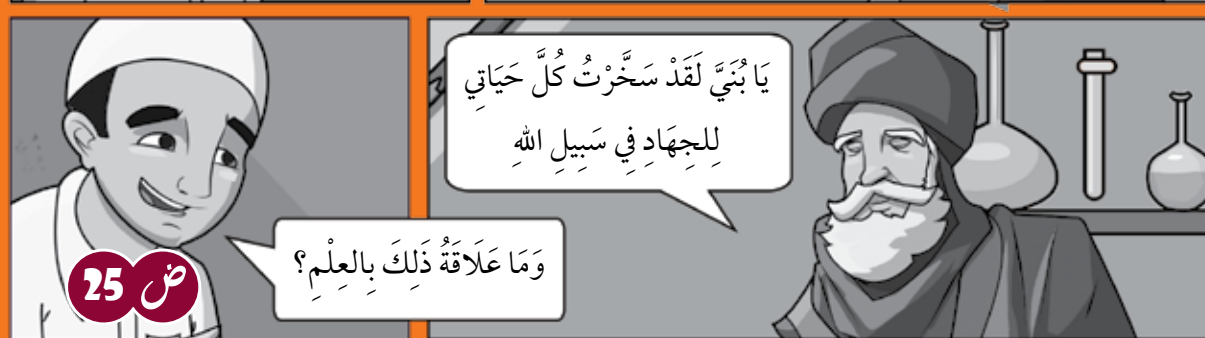 يَا بُنَيَّ لَقَدْ سَخَّرْتُ كُلَّ حَيَاتِي
لِلجِهَادِ فِي سَبِيلِ اللهِ
وَمَا عَلَاقَةُ ذَلِكَ بِالعِلْمِ؟
ض 25